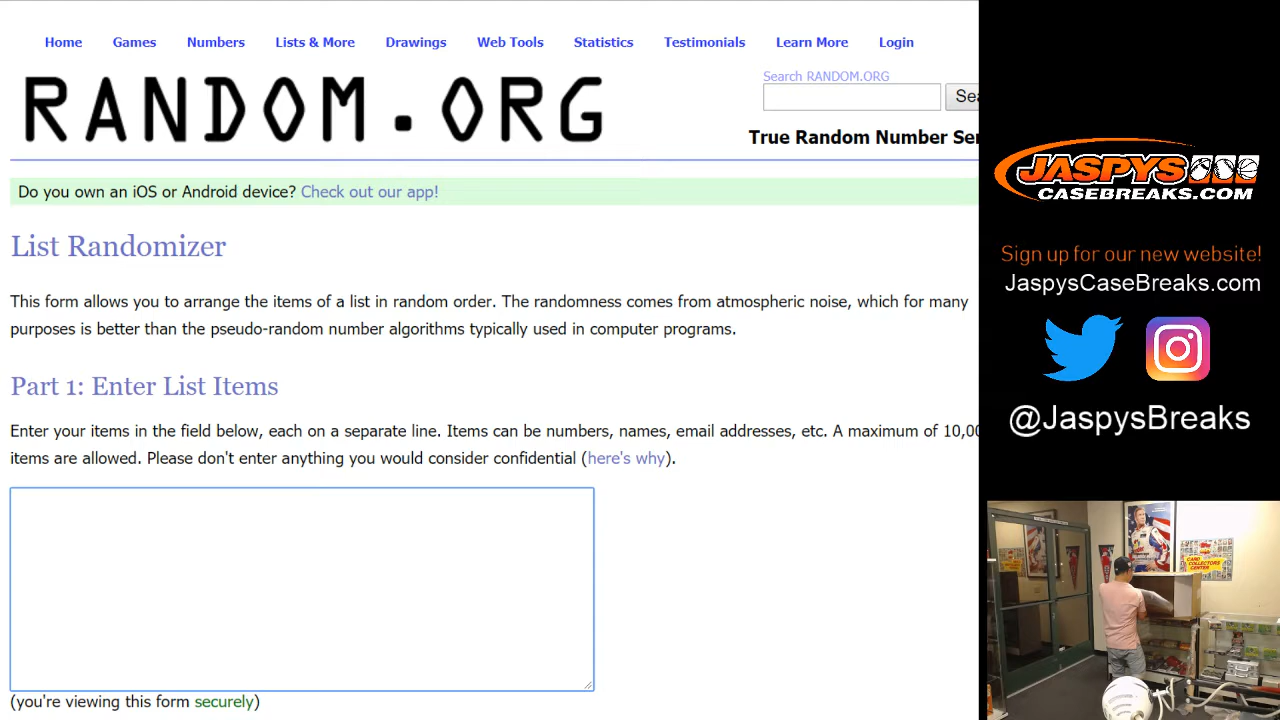 Home Games Numbers Lists & More Drawings Web Tools Statistics Testimonials Learn More Login
RANDOM.ORG
Search RANDOM.ORG
Sea
True Random Number Ser
Do you own an iOS or Android device? Check out our app!
List Randomizer
This form allows you to arrange the items of a list in random order. The randomness comes from atmospheric noise, which for many
purposes is better than the pseudo-random number algorithms typically used in computer programs.
Part 1: Enter List Items
Enter your items in the field below, each on a separate line. Items can be numbers, names, email addresses, etc. A maximum of 10,00
items are allowed. Please don't enter anything you would consider confidential (here's why).
(you're viewing this form securely)
JASPYS
CASEBREAKS.COM
Sign up for our new website!
JaspysCaseBreaks.com
@JaspysBreaks
CARD
COLLECTORS
CENTER